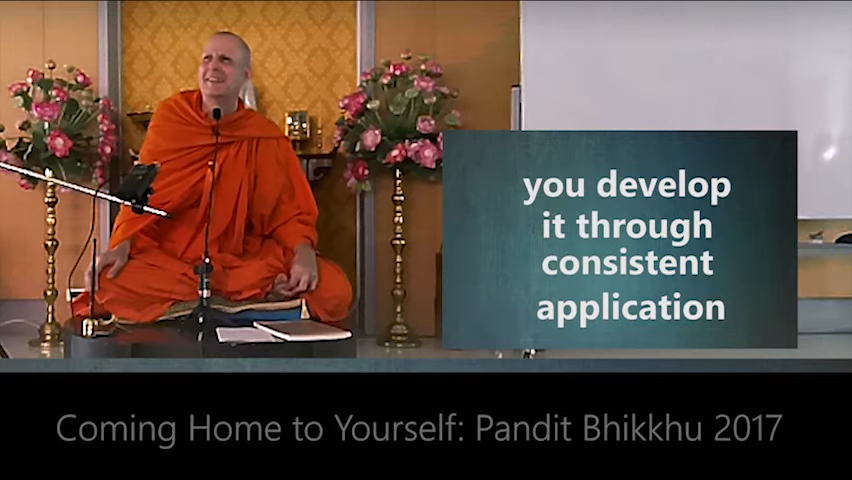 you develop
it through
consistent
application
Coming Home to Yourself: Pandit Bhikkhu 2017